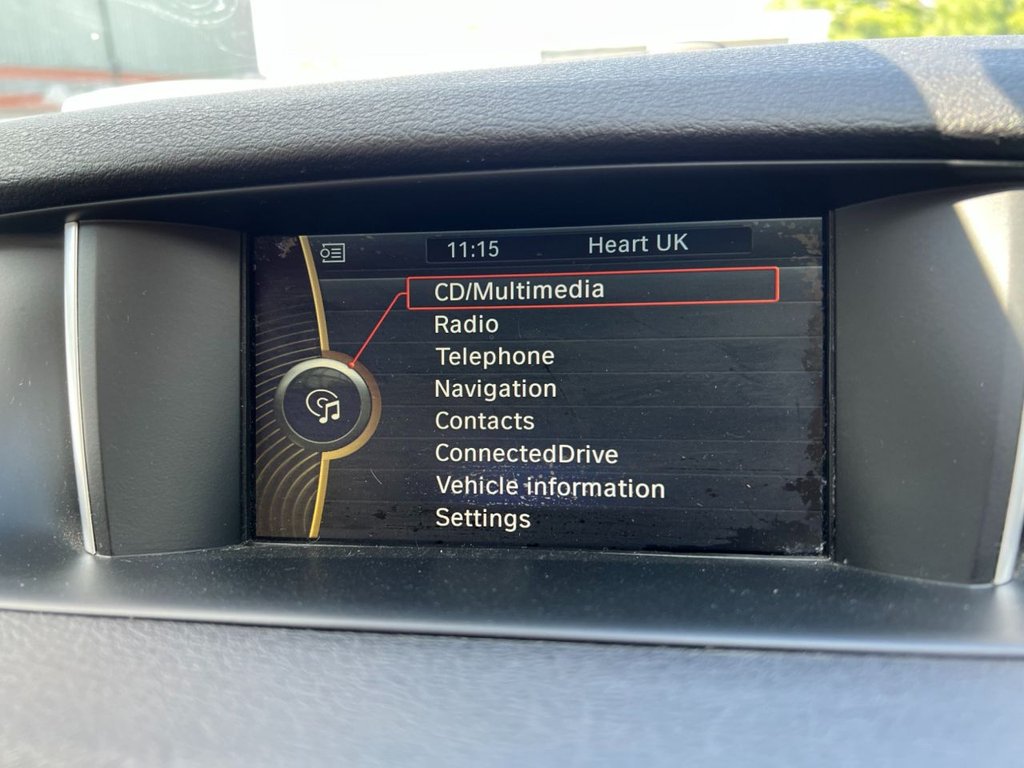 11:15 Heart UK
CD/Multimedia
Radio
Telephone
Navigation
Contacts
ConnectedDrive
Vehicle information
Settings